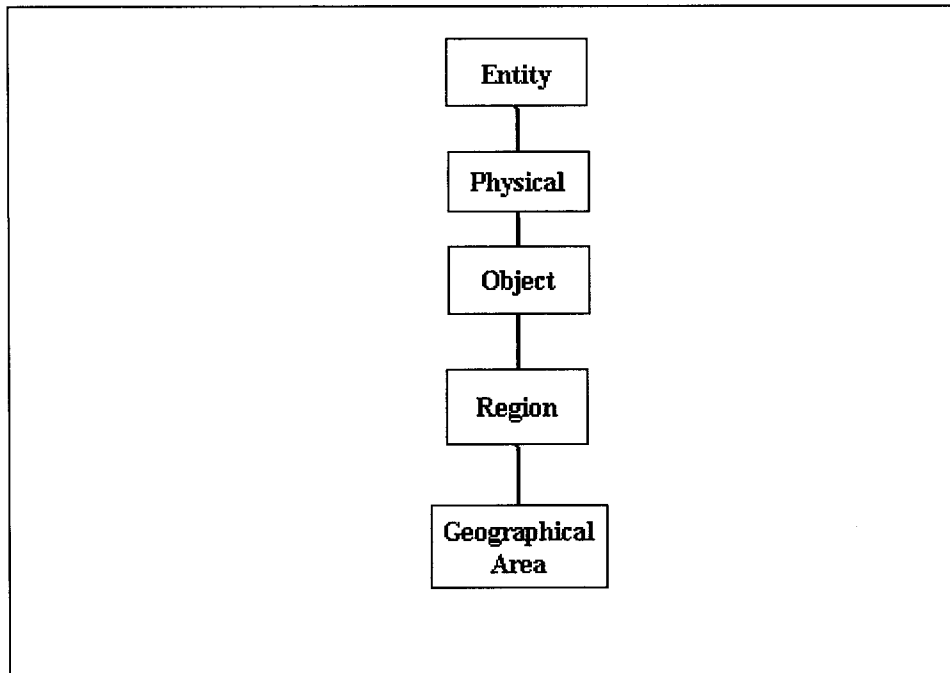 Entity
Physical
Object
Region
Geographical
Area